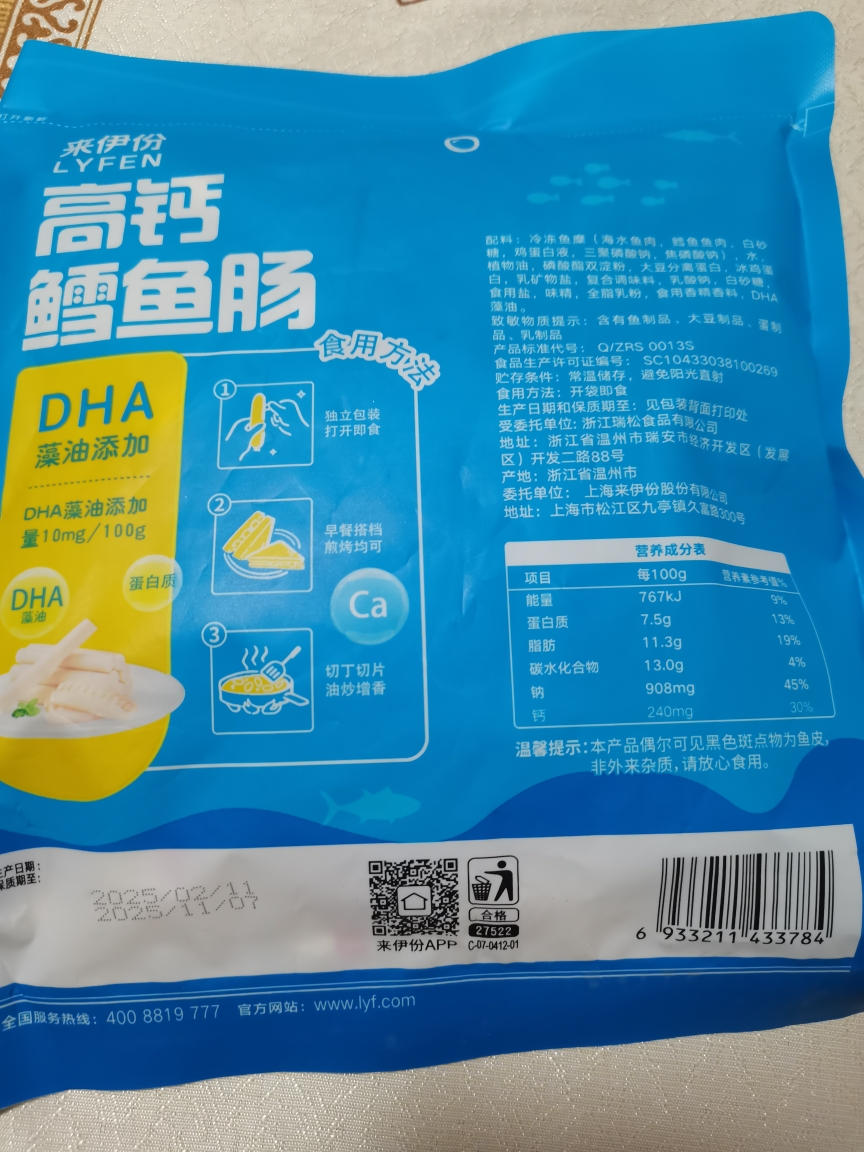 来伊份
LYFEN
高钙
鳕鱼肠
DHA
藻油添加
DHA藻油添加
量10mg/100g
DHA
藻油
蛋白质
食用方法
1
独立包装
打开即食
2
早餐搭档
煎烤均可
Ca
3
切丁切片
油炒增香
配料：冷冻鱼糜（海水鱼肉、鳕鱼鱼肉、白砂
糖、鸡蛋白液、三聚磷酸钠、焦磷酸钠）、水、
植物油、磷酸酯双淀粉、大豆分离蛋白、冰鸡蛋
白、乳矿物盐、复合调味料、乳酸钠、白砂糖、
食用盐、味精、全脂乳粉、食用香精香料、DHA
藻油。
致敏物质提示：含有鱼制品、大豆制品、蛋制
品、乳制品
产品标准代号：Q/ZRS 0013S
食品生产许可证编号：SC10433038100269
贮存条件：常温储存，避免阳光直射
食用方法：开袋即食
生产日期和保质期至：见包装背面打印处
受委托单位：浙江瑞松食品有限公司
地址：浙江省温州市瑞安市经济开发区（发展
区）开发二路88号
产地：浙江省温州市
委托单位：上海来伊份股份有限公司
地址：上海市松江区九亭镇久富路300号
营养成分表
项目 每100g 营养素参考值%
能量 767kJ 9%
蛋白质 7.5g 13%
脂肪 11.3g 19%
碳水化合物 13.0g 4%
钠 908mg 45%
钙 240mg 30%
温馨提示：本产品偶尔可见黑色斑点物为鱼皮，
非外来杂质，请放心食用。
生产日期：
保质期至：
2025/02/11
2025/11/07
来伊份APP
合格
27522
C-07-0412-01
6 933211 433784
全国服务热线：400 8819 777 官方网站：www.lyf.com